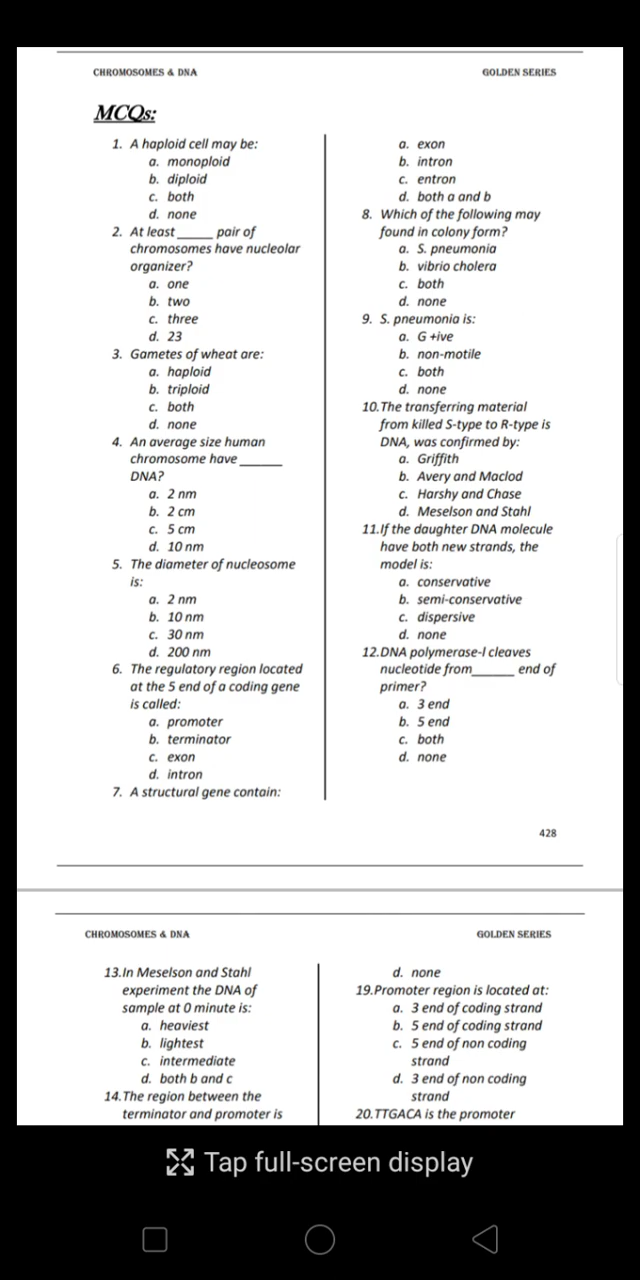 CHROMOSOMES & DNA
GOLDEN SERIES
MCQs:
1. A haploid cell may be:
a. monoploid
b. diploid
c. both
d. none
2. At least______ pair of
chromosomes have nucleolar
organizer?
a. one
b. two
c. three
d. 23
3. Gametes of wheat are:
a. haploid
b. triploid
c. both
d. none
4. An average size human
chromosome have ______
DNA?
a. 2 nm
b. 2 cm
c. 5 cm
d. 10 nm
5. The diameter of nucleosome
is:
a. 2 nm
b. 10 nm
c. 30 nm
d. 200 nm
6. The regulatory region located
at the 5 end of a coding gene
is called:
a. promoter
b. terminator
c. exon
d. intron
7. A structural gene contain:
a. exon
b. intron
c. entron
d. both a and b
8. Which of the following may
found in colony form?
a. S. pneumonia
b. vibrio cholera
c. both
d. none
9. S. pneumonia is:
a. G +ive
b. non-motile
c. both
d. none
10.The transferring material
from killed S-type to R-type is
DNA, was confirmed by:
a. Griffith
b. Avery and Maclod
c. Harshy and Chase
d. Meselson and Stahl
11.If the daughter DNA molecule
have both new strands, the
model is:
a. conservative
b. semi-conservative
c. dispersive
d. none
12.DNA polymerase-I cleaves
nucleotide from______ end of
primer?
a. 3 end
b. 5 end
c. both
d. none
428
CHROMOSOMES & DNA
GOLDEN SERIES
13.In Meselson and Stahl
experiment the DNA of
sample at 0 minute is:
a. heaviest
b. lightest
c. intermediate
d. both b and c
14.The region between the
terminator and promoter is
d. none
19.Promoter region is located at:
a. 3 end of coding strand
b. 5 end of coding strand
c. 5 end of non coding
strand
d. 3 end of non coding
strand
20.TTGACA is the promoter
Tap full-screen display